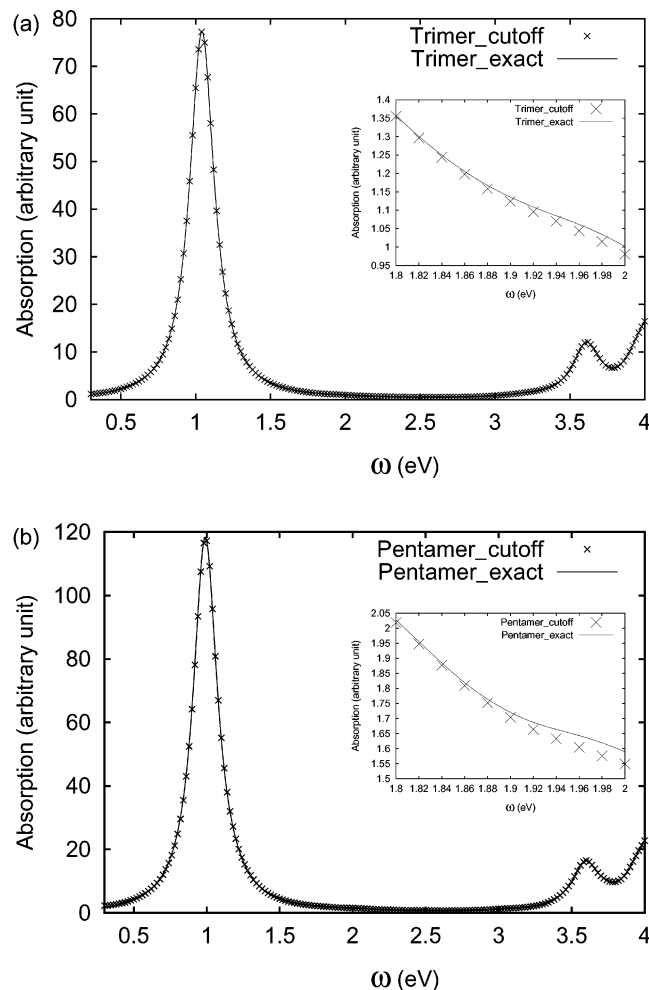 (a)
80
70
60
50
40
30
20
10
0
Absorption (arbitrary unit)
Trimer_cutoff
Trimer_exact
1.4
1.35
1.3
1.25
1.2
1.15
1.1
1.05
1
0.95
Absorption (arbitrary unit)
Trimer_cutoff
Trimer_exact
1.8 1.82 1.84 1.86 1.88 1.9 1.92 1.94 1.96 1.98 2
ω (eV)
0.5 1 1.5 2 2.5 3 3.5 4
ω (eV)
(b)
120
100
80
60
40
20
0
Absorption (arbitrary unit)
Pentamer_cutoff
Pentamer_exact
2.05
2
1.95
1.9
1.85
1.8
1.75
1.7
1.65
1.6
1.55
1.5
Absorption (arbitrary unit)
Pentamer_cutoff
Pentamer_exact
1.8 1.82 1.84 1.86 1.88 1.9 1.92 1.94 1.96 1.98 2
ω (eV)
0.5 1 1.5 2 2.5 3 3.5 4
ω (eV)